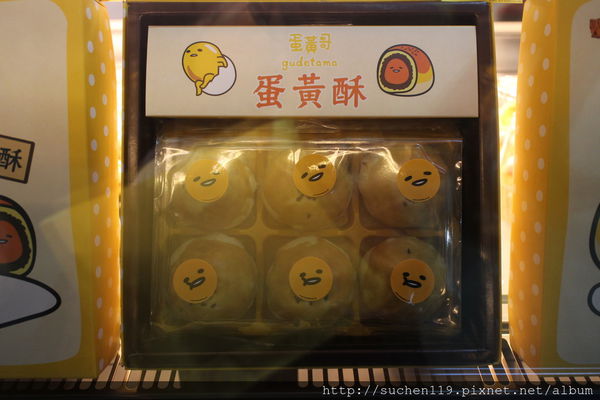 蛋黃哥
gudetama
蛋黃酥
酥
http://suchen119.pixnet.net/album